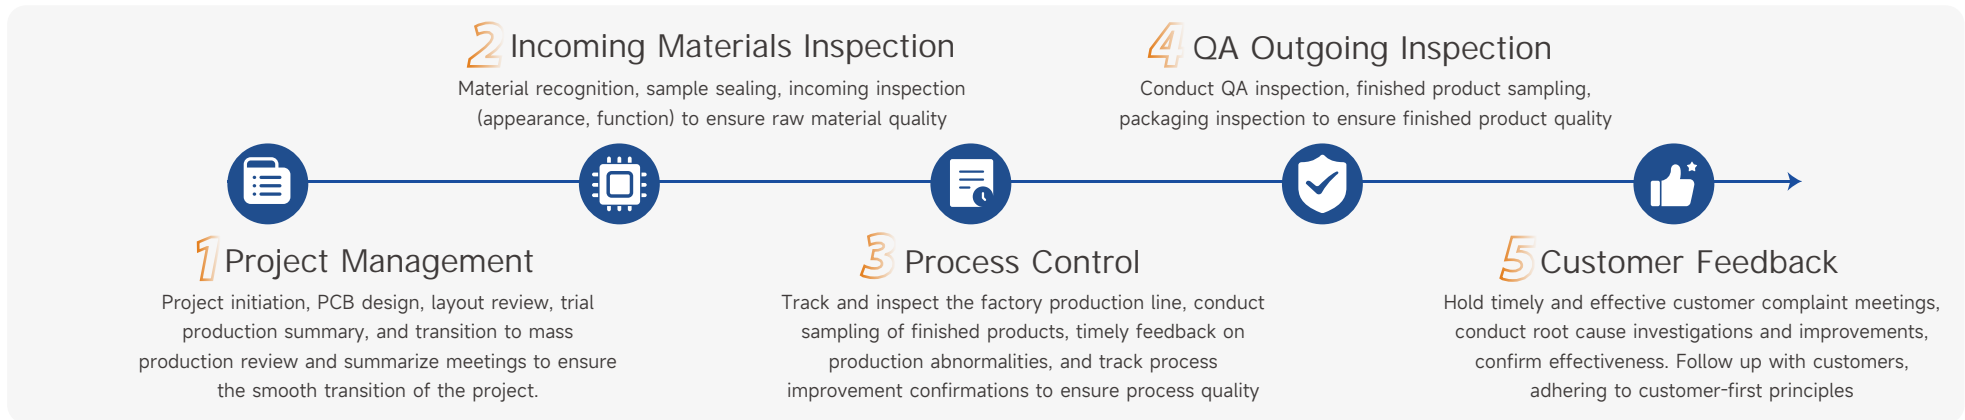 1 Project Management
Project initiation, PCB design, layout review, trial
production summary, and transition to mass
production review and summarize meetings to ensure
the smooth transition of the project.
2 Incoming Materials Inspection
Material recognition, sample sealing, incoming inspection
(appearance, function) to ensure raw material quality
3 Process Control
Track and inspect the factory production line, conduct
sampling of finished products, timely feedback on
production abnormalities, and track process
improvement confirmations to ensure process quality
4 QA Outgoing Inspection
Conduct QA inspection, finished product sampling,
packaging inspection to ensure finished product quality
5 Customer Feedback
Hold timely and effective customer complaint meetings,
conduct root cause investigations and improvements,
confirm effectiveness. Follow up with customers,
adhering to customer-first principles